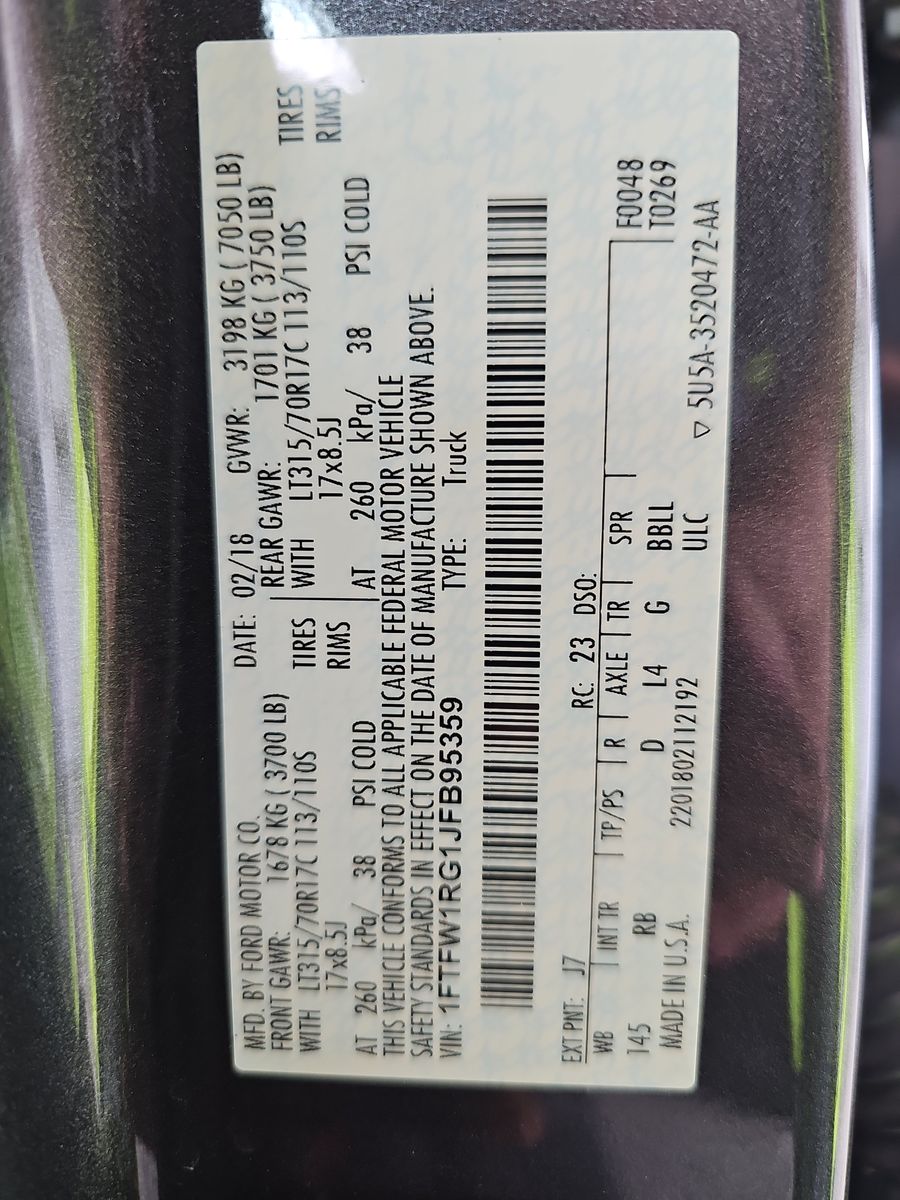 MFD. BY FORD MOTOR CO. DATE: 02/18 GVWR: 3198 KG ( 7050 LB)
FRONT GAWR: 1678 KG ( 3700 LB) REAR GAWR: 1701 KG ( 3750 LB)
WITH LT315/70R17C 113/110S TIRES WITH LT315/70R17C 113/110S TIRES
17x8.5J RIMS 17x8.5J RIMS
AT 260 kPa/ 38 PSI COLD AT 260 kPa/ 38 PSI COLD
THIS VEHICLE CONFORMS TO ALL APPLICABLE FEDERAL MOTOR VEHICLE
SAFETY STANDARDS IN EFFECT ON THE DATE OF MANUFACTURE SHOWN ABOVE.
VIN: 1FTFW1RG1JFB95359 TYPE: Truck
EXT PNT: J7 RC: 23 DSO:
WB INT TR TP/PS R AXLE TR SPR F0048
145 RB D L4 G BBLL T0269
MADE IN U.S.A. 2201802112192 ULC
▽ 5U5A-3520472-AA